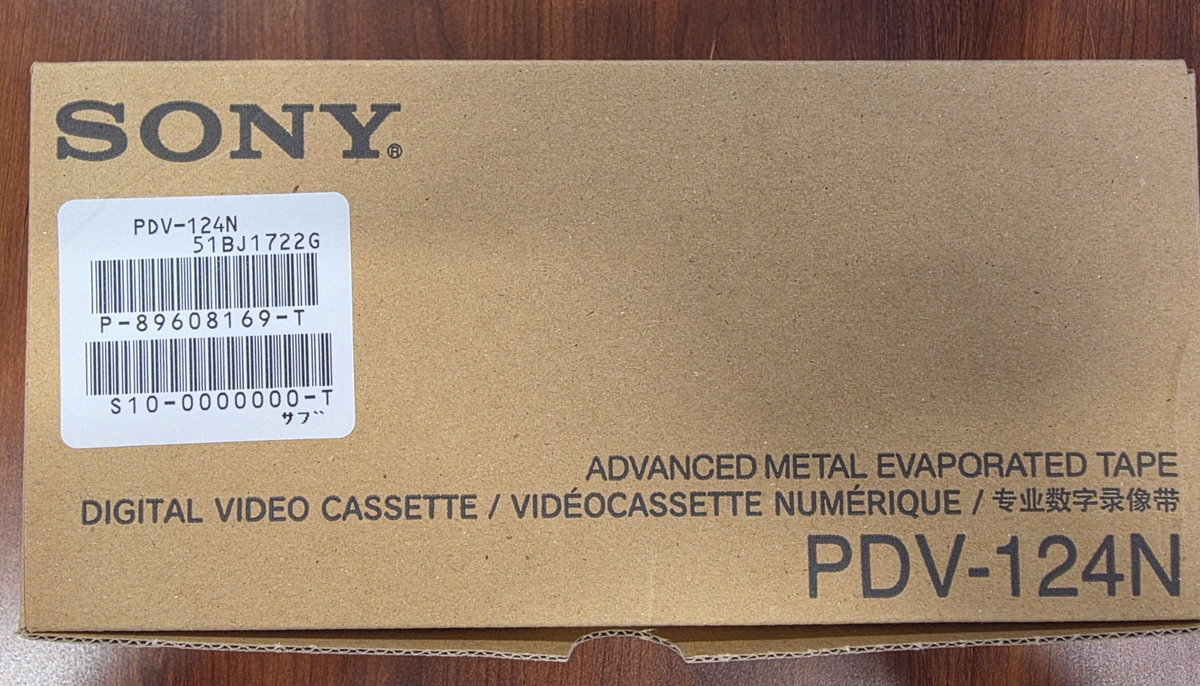 SONY®
PDV-124N
51BJ1722G
P-89608169-T
S10-0000000-T
サブ
ADVANCED METAL EVAPORATED TAPE
DIGITAL VIDEO CASSETTE / VIDÉOCASSETTE NUMÉRIQUE / 专业数字录像带
PDV-124N